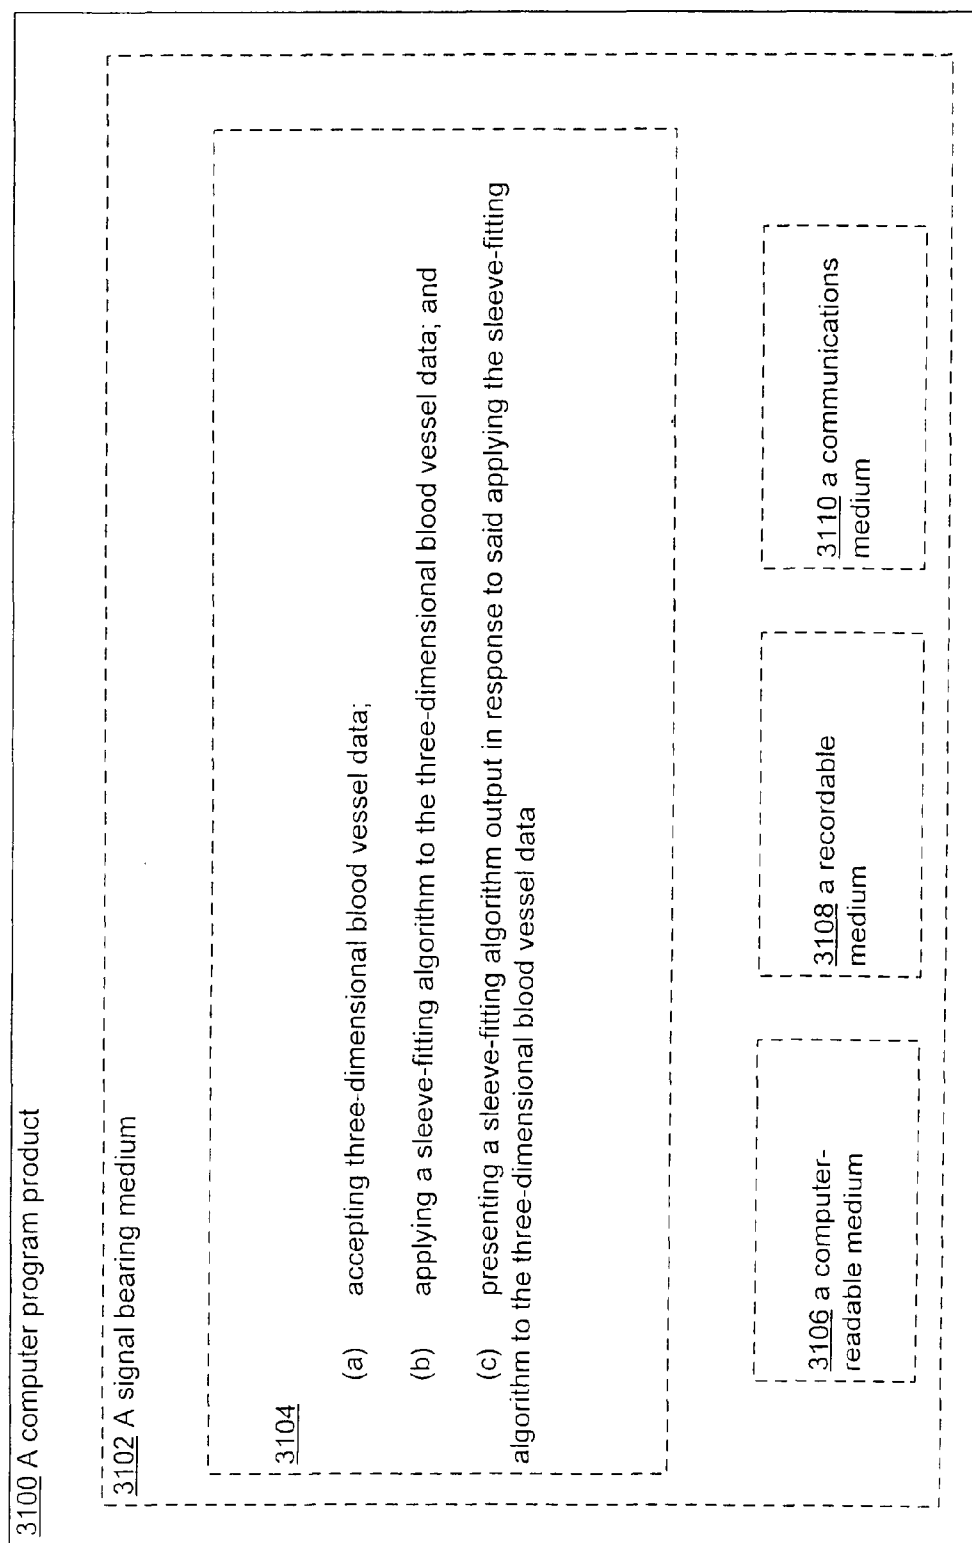 3100 A computer program product
3102 A signal bearing medium
3104
(a) accepting three-dimensional blood vessel data;
(b) applying a sleeve-fitting algorithm to the three-dimensional blood vessel data; and
(c) presenting a sleeve-fitting algorithm output in response to said applying the sleeve-fitting
algorithm to the three-dimensional blood vessel data
3106 a computer-
readable medium
3108 a recordable
medium
3110 a communications
medium